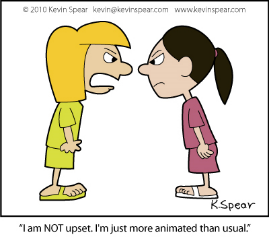 © 2010 Kevin Spear kevin@kevinspear.com www.kevinspear.com
K.Spear
"I am NOT upset. I'm just more animated than usual."